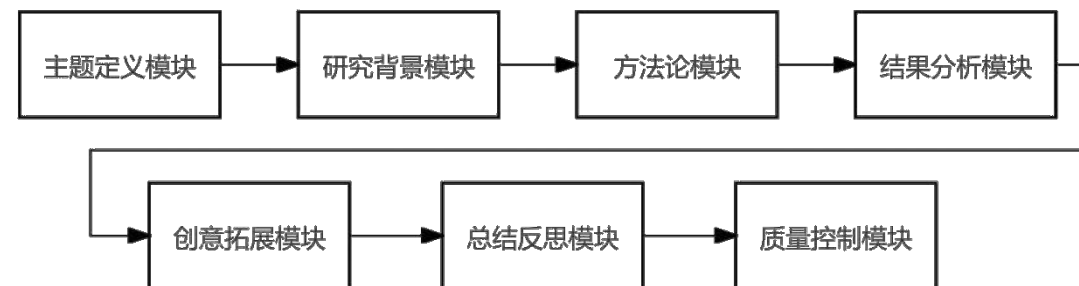 主题定义模块
研究背景模块
方法论模块
结果分析模块
创意拓展模块
总结反思模块
质量控制模块